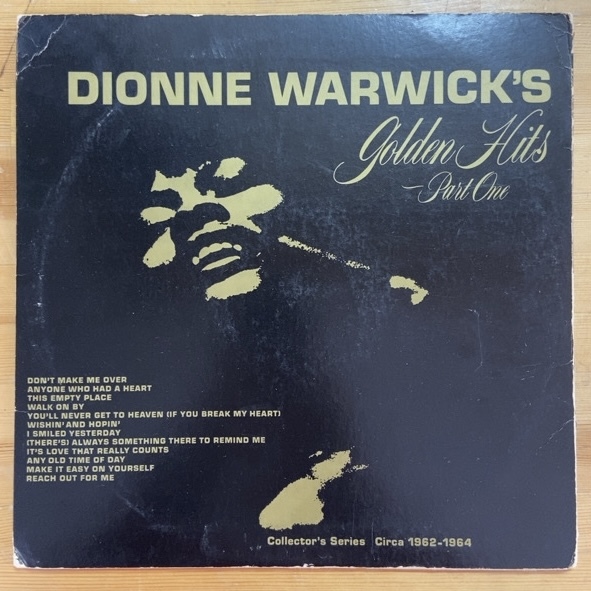 DIONNE WARWICK'S
Golden Hits
—Part One
DON'T MAKE ME OVER
ANYONE WHO HAD A HEART
THIS EMPTY PLACE
WALK ON BY
YOU'LL NEVER GET TO HEAVEN (IF YOU BREAK MY HEART)
WISHIN' AND HOPIN'
I SMILED YESTERDAY
(THERE'S) ALWAYS SOMETHING THERE TO REMIND ME
IT'S LOVE THAT REALLY COUNTS
ANY OLD TIME OF DAY
MAKE IT EASY ON YOURSELF
REACH OUT FOR ME
Collector's Series Circa 1962-1964